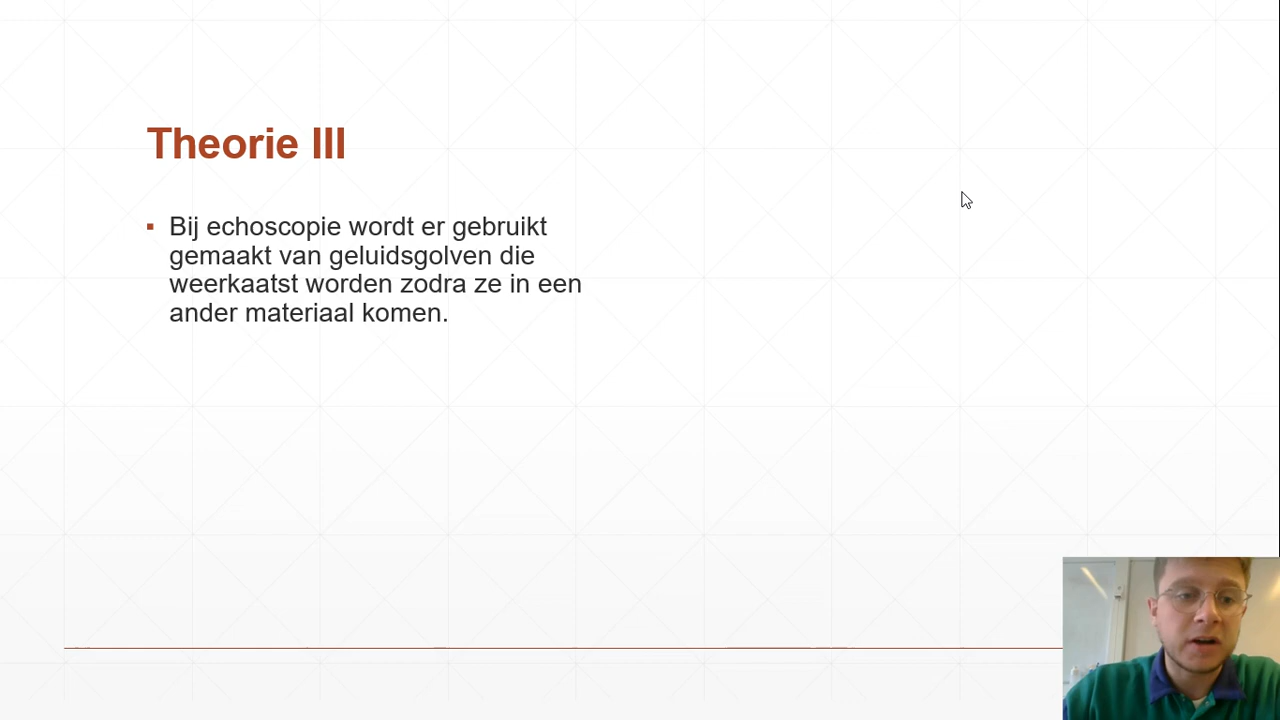 Theorie III
Bij echoscopie wordt er gebruikt
gemaakt van geluidsgolven die
weerkaatst worden zodra ze in een
ander materiaal komen.